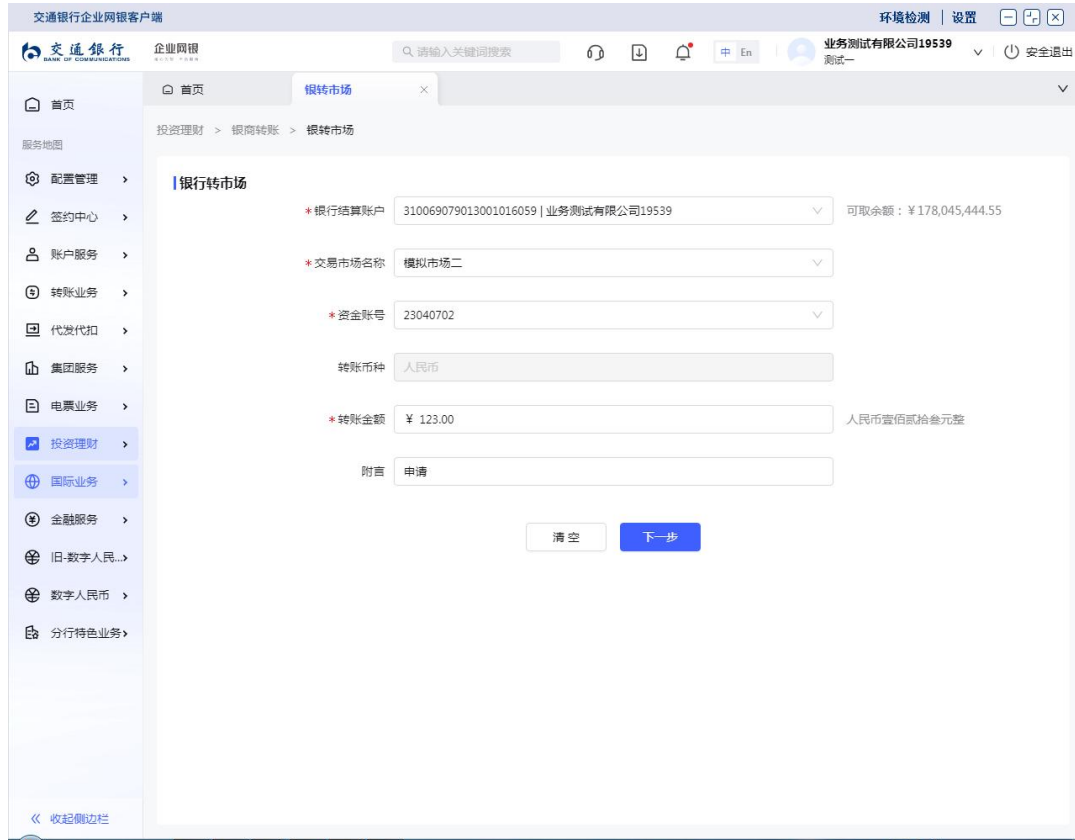 交通银行企业网银客户端
环境检测 | 设置
交通銀行 企业网银
BANK OF COMMUNICATIONS
请输入关键词搜索
中 En
业务测试有限公司19539
测试一
安全退出
首页
银转市场 ×
首页
投资理财 > 银商转账 > 银转市场
服务地图
配置管理
签约中心
账户服务
转账业务
代发代扣
集团服务
电票业务
投资理财
国际业务
金融服务
旧-数字人民...
数字人民币
分行特色业务
银行转市场
*银行结算账户 310069079013001016059 | 业务测试有限公司19539 可取余额：¥178,045,444.55
*交易市场名称 模拟市场二
*资金账号 23040702
转账币种 人民币
*转账金额 ¥ 123.00 人民币壹佰贰拾叁元整
附言 申请
清空 下一步
收起侧边栏